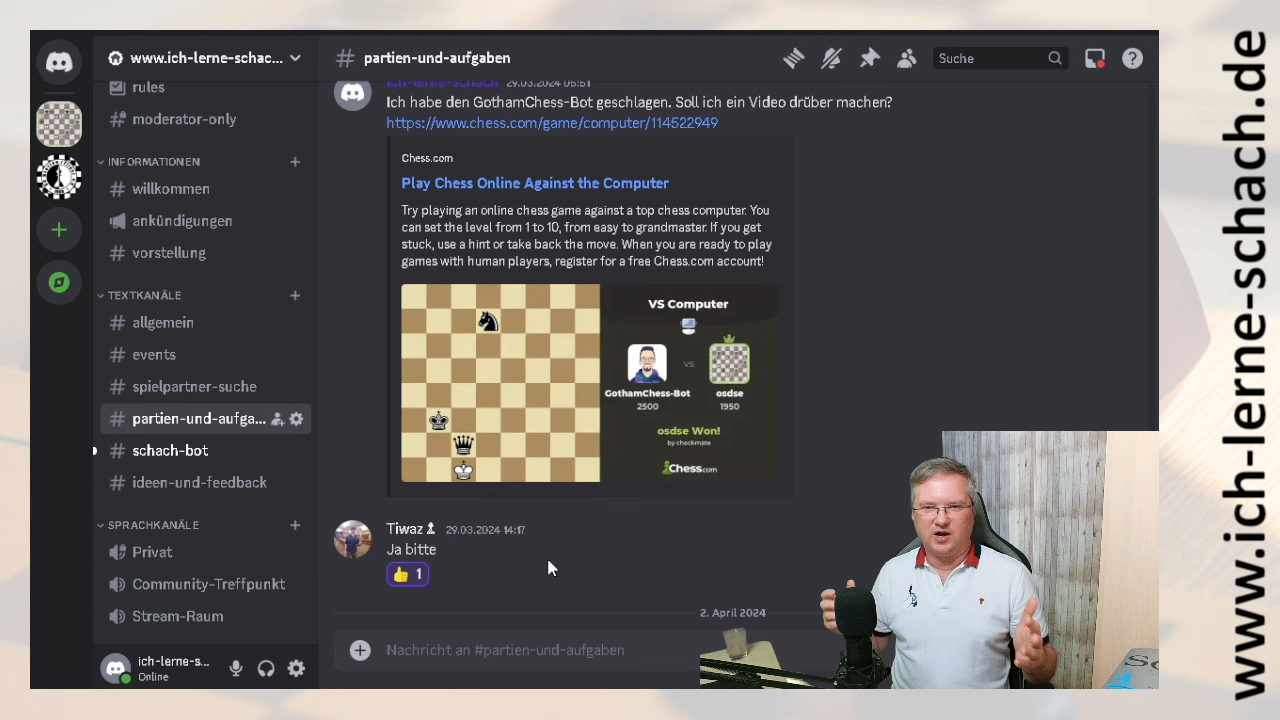 www.ich-lerne-schac...
rules
moderator-only
INFORMATIONEN
willkommen
ankündigungen
vorstellung
TEXTKANÄLE
allgemein
events
spielpartner-suche
partien-und-aufga...
schach-bot
ideen-und-feedback
SPRACHKANÄLE
Privat
Community-Treffpunkt
Stream-Raum
ich-lerne-s...
Online
# partien-und-aufgaben
Suche
ich-lerne-schach 29.03.2024 05:51
Ich habe den GothamChess-Bot geschlagen. Soll ich ein Video drüber machen?
https://www.chess.com/game/computer/114522949
Chess.com
Play Chess Online Against the Computer
Try playing an online chess game against a top chess computer. You
can set the level from 1 to 10, from easy to grandmaster. If you get
stuck, use a hint or take back the move. When you are ready to play
games with human players, register for a free Chess.com account!
VS Computer
VS
GothamChess-Bot osdse
2500 1950
osdse Won!
by checkmate
Chess.com
Tiwaz 29.03.2024 14:17
Ja bitte
1
2. April 2024
Nachricht an #partien-und-aufgaben
www.ich-lerne-schach.de